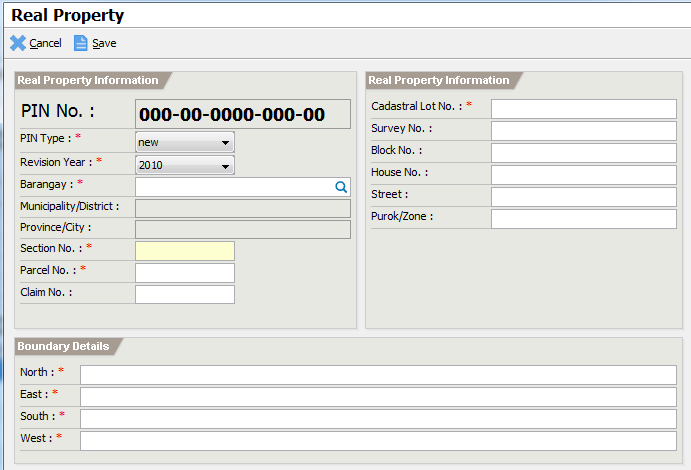 Real Property
Cancel Save
Real Property Information
PIN No. : 000-00-0000-000-00
PIN Type : * new
Revision Year : * 2010
Barangay : *
Municipality/District :
Province/City :
Section No. : *
Parcel No. : *
Claim No. :
Real Property Information
Cadastral Lot No. : *
Survey No. :
Block No. :
House No. :
Street :
Purok/Zone :
Boundary Details
North : *
East : *
South : *
West : *